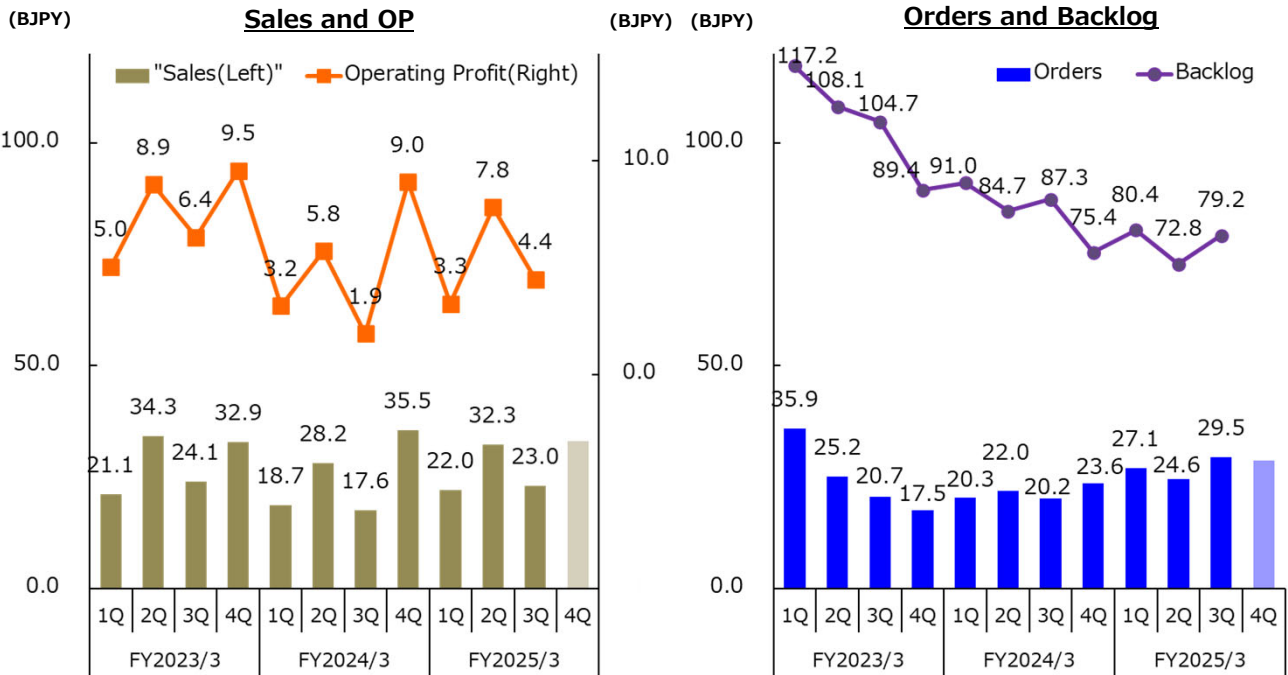 (BJPY) Sales and OP (BJPY)
"Sales(Left)" Operating Profit(Right)
100.0
50.0
0.0
10.0
0.0
5.0 8.9 6.4 9.5 3.2 5.8 1.9 9.0 3.3 7.8 4.4
21.1 34.3 24.1 32.9 18.7 28.2 17.6 35.5 22.0 32.3 23.0
1Q 2Q 3Q 4Q 1Q 2Q 3Q 4Q 1Q 2Q 3Q 4Q
FY2023/3 FY2024/3 FY2025/3
(BJPY) Orders and Backlog
Orders Backlog
100.0
50.0
0.0
117.2 108.1 104.7 89.4 91.0 84.7 87.3 75.4 80.4 72.8 79.2
35.9 25.2 20.7 17.5 20.3 22.0 20.2 23.6 27.1 24.6 29.5
1Q 2Q 3Q 4Q 1Q 2Q 3Q 4Q 1Q 2Q 3Q 4Q
FY2023/3 FY2024/3 FY2025/3